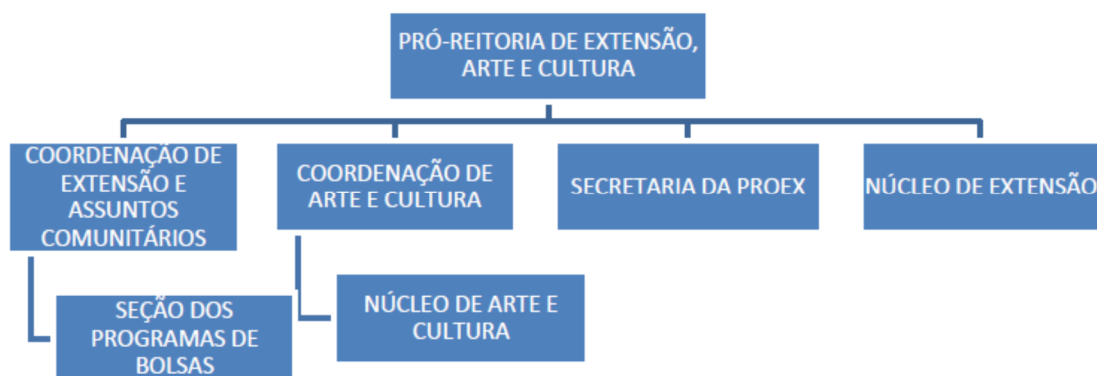 PRÓ-REITORIA DE EXTENSÃO,
ARTE E CULTURA
COORDENAÇÃO DE
EXTENSÃO E
ASSUNTOS
COMUNITÁRIOS
COORDENAÇÃO DE
ARTE E CULTURA
SECRETARIA DA PROEX
NÚCLEO DE EXTENSÃO
SEÇÃO DOS
PROGRAMAS DE
BOLSAS
NÚCLEO DE ARTE E
CULTURA